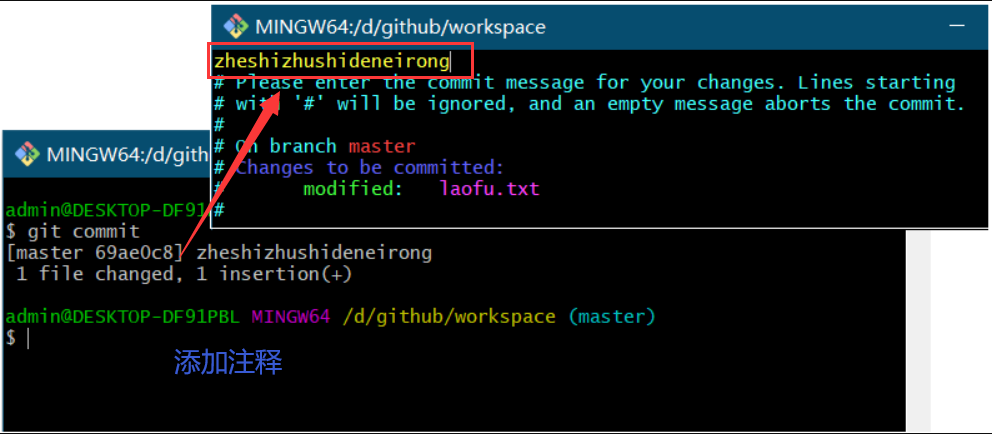 MINGW64:/d/github/workspace
zheshizhushideneirong
# Please enter the commit message for your changes. Lines starting
# with '#' will be ignored, and an empty message aborts the commit.
#
# On branch master
# Changes to be committed:
#       modified:   laofu.txt
#
MINGW64:/d/gith
admin@DESKTOP-DF91
$ git commit
[master 69ae0c8] zheshizhushideneirong
 1 file changed, 1 insertion(+)
admin@DESKTOP-DF91PBL MINGW64 /d/github/workspace (master)
$
添加注释